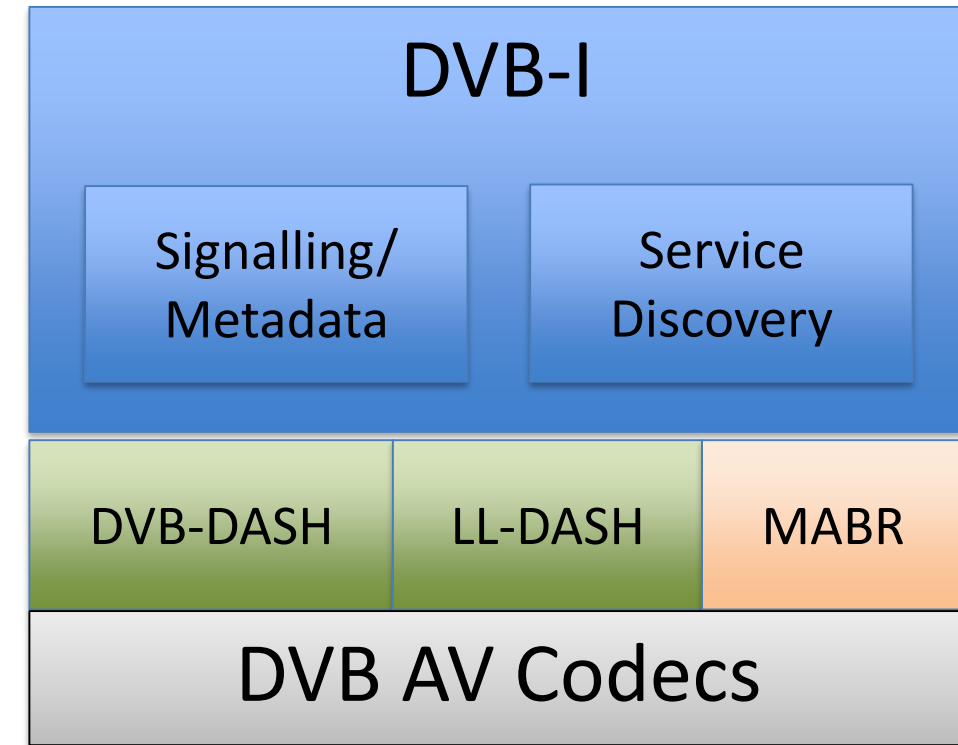 DVB-I
Signalling/
Metadata
Service
Discovery
DVB-DASH
LL-DASH
MABR
DVB AV Codecs